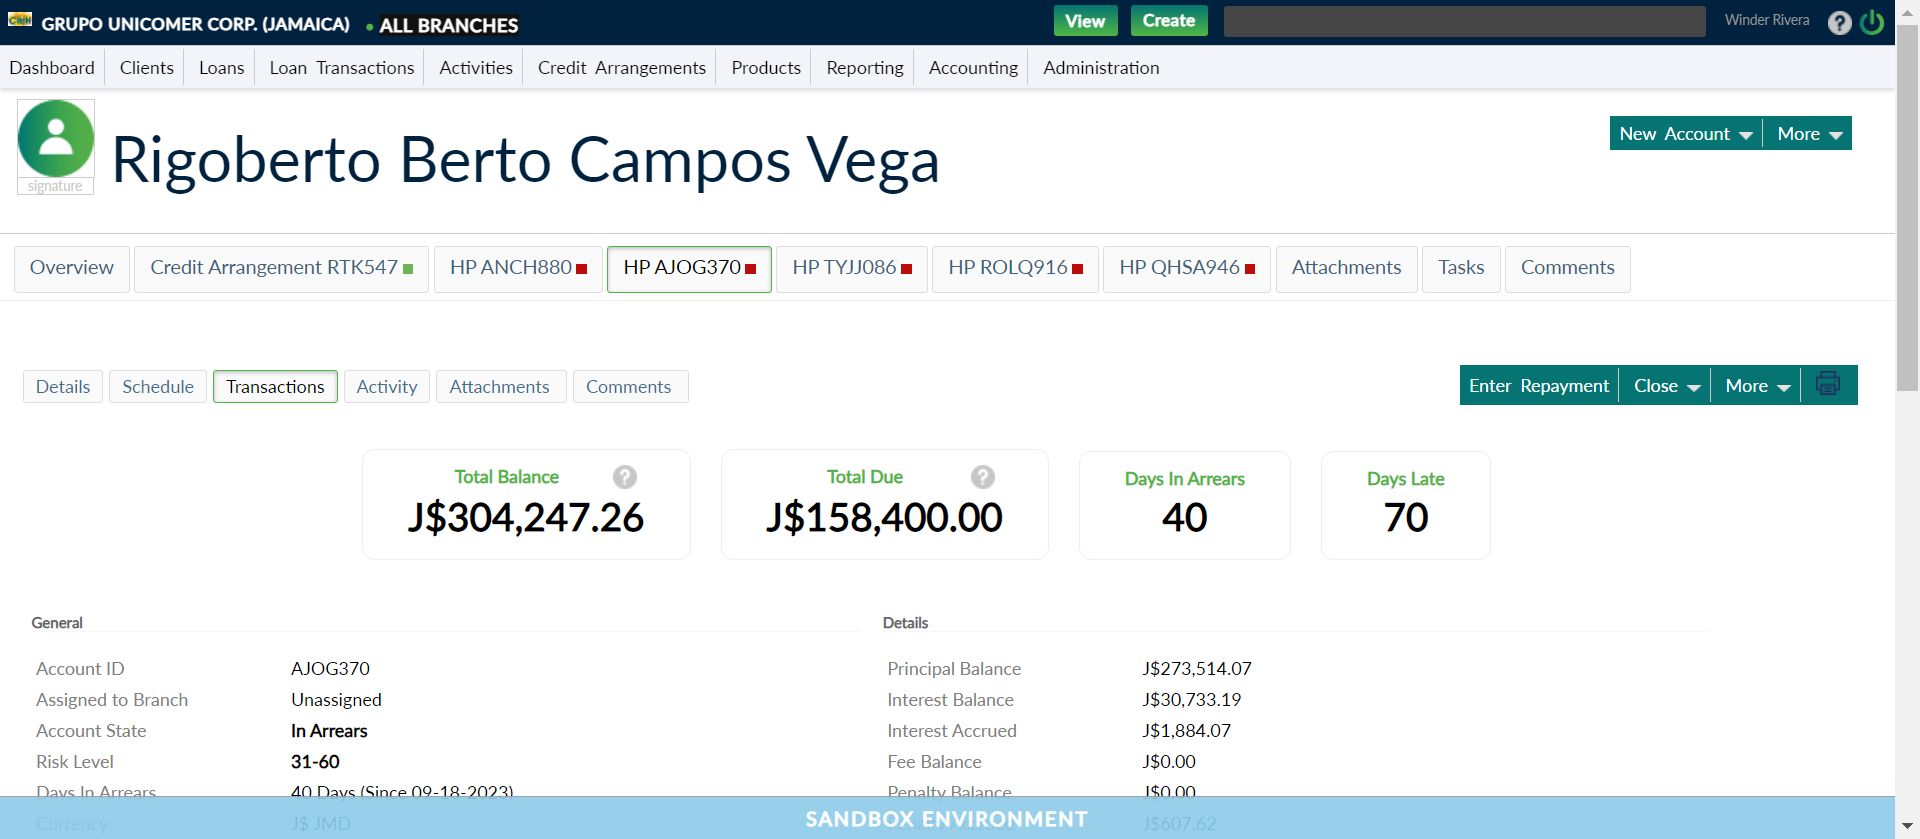 GRUPO UNICOMER CORP. (JAMAICA) • ALL BRANCHES View Create Winder Rivera ?
Dashboard Clients Loans Loan Transactions Activities Credit Arrangements Products Reporting Accounting Administration
signature
Rigoberto Berto Campos Vega
New Account More
Overview Credit Arrangement RTK547 HP ANCH880 HP AJOG370 HP TYJJ086 HP ROLQ916 HP QHSA946 Attachments Tasks Comments
Details Schedule Transactions Activity Attachments Comments
Enter Repayment Close More
Total Balance ?
J$304,247.26
Total Due ?
J$158,400.00
Days In Arrears
40
Days Late
70
General
Account ID AJOG370
Assigned to Branch Unassigned
Account State In Arrears
Risk Level 31-60
Days In Arrears 40 Days (Since 09-18-2023)
Currency J$ JMD
Details
Principal Balance J$273,514.07
Interest Balance J$30,733.19
Interest Accrued J$1,884.07
Fee Balance J$0.00
Penalty Balance J$0.00
J$607.62
SANDBOX ENVIRONMENT